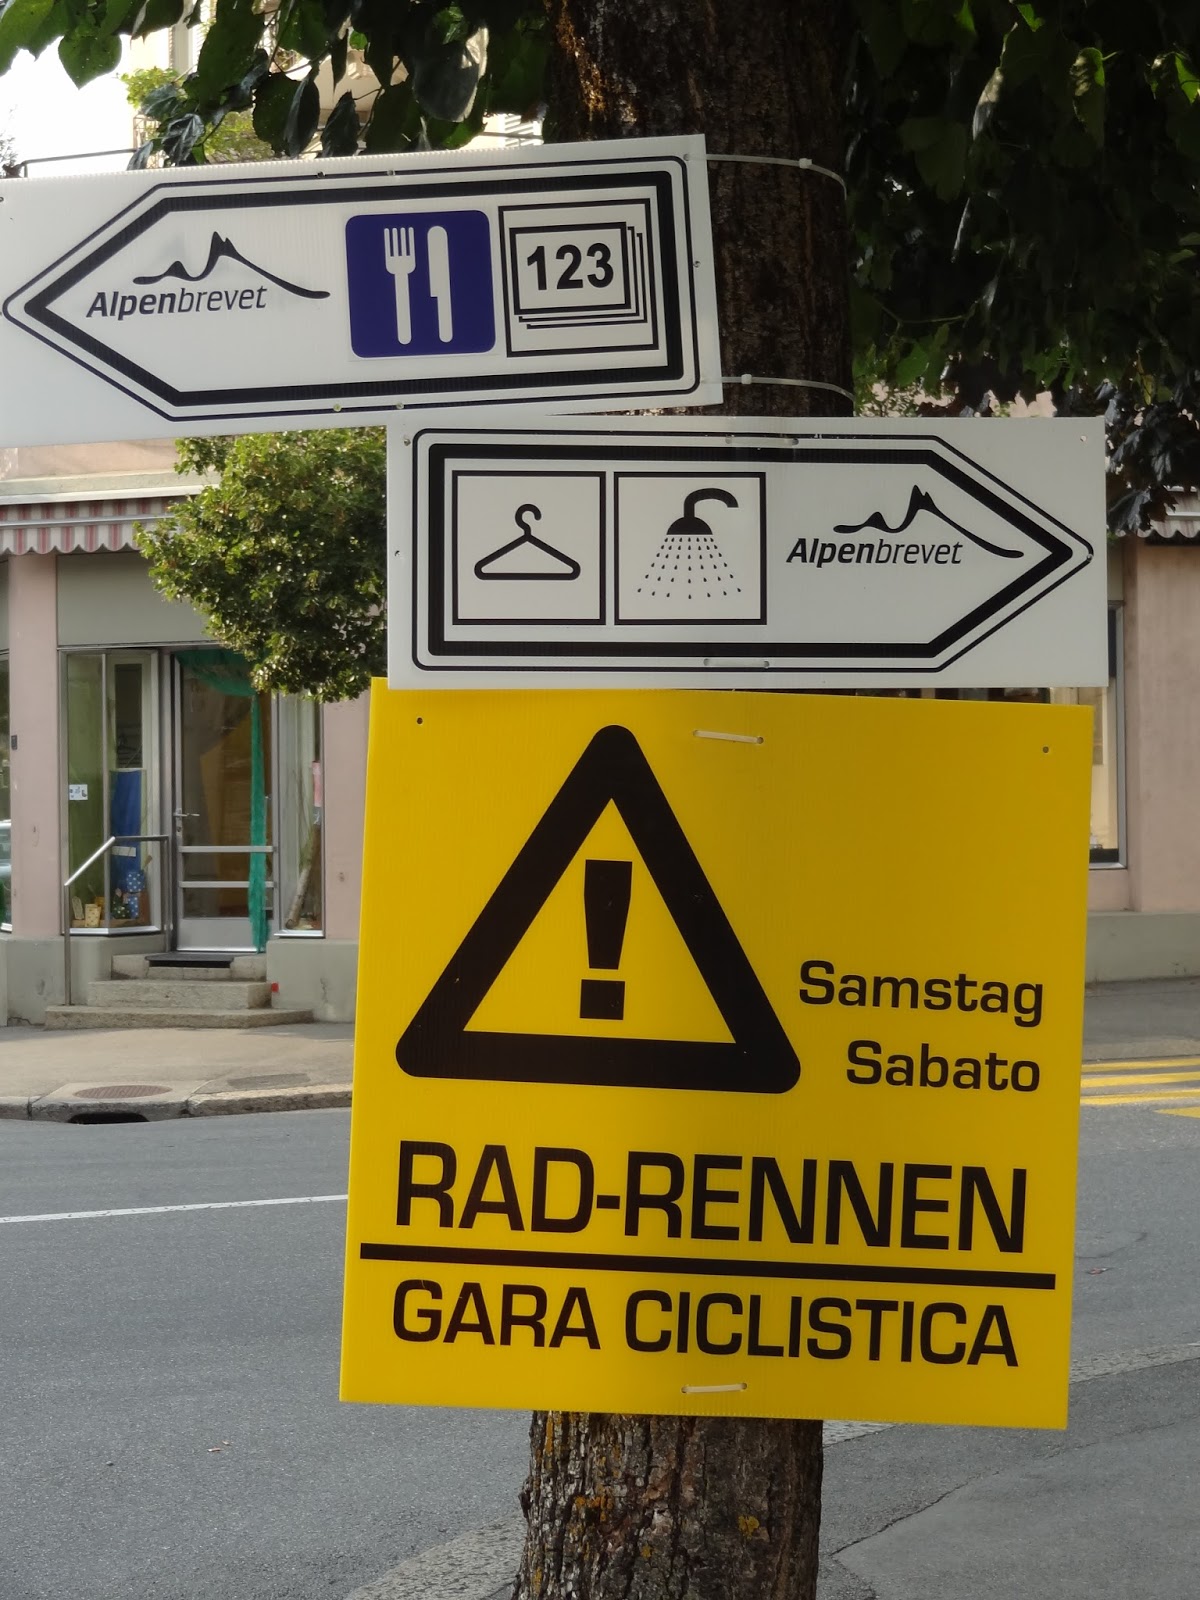 Alpenbrevet
123
Alpenbrevet
!
Samstag
Sabato
RAD-RENNEN
GARA CICLISTICA